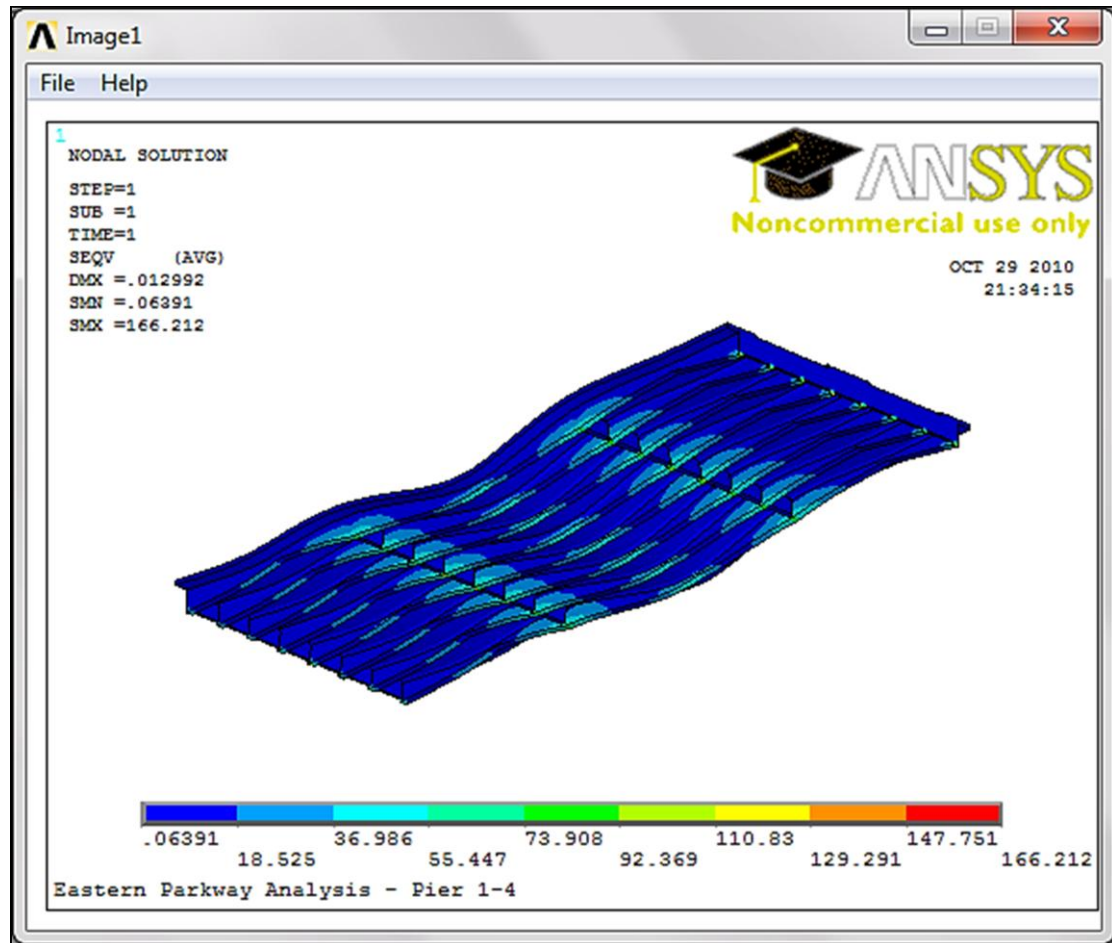 Image1
File Help
1
NODAL SOLUTION
STEP=1
SUB =1
TIME=1
SEQV (AVG)
DMX =.012992
SMN =.06391
SMX =166.212
ANSYS
Noncommercial use only
OCT 29 2010
21:34:15
.06391 36.986 73.908 110.83 147.751
18.525 55.447 92.369 129.291 166.212
Eastern Parkway Analysis - Pier 1-4